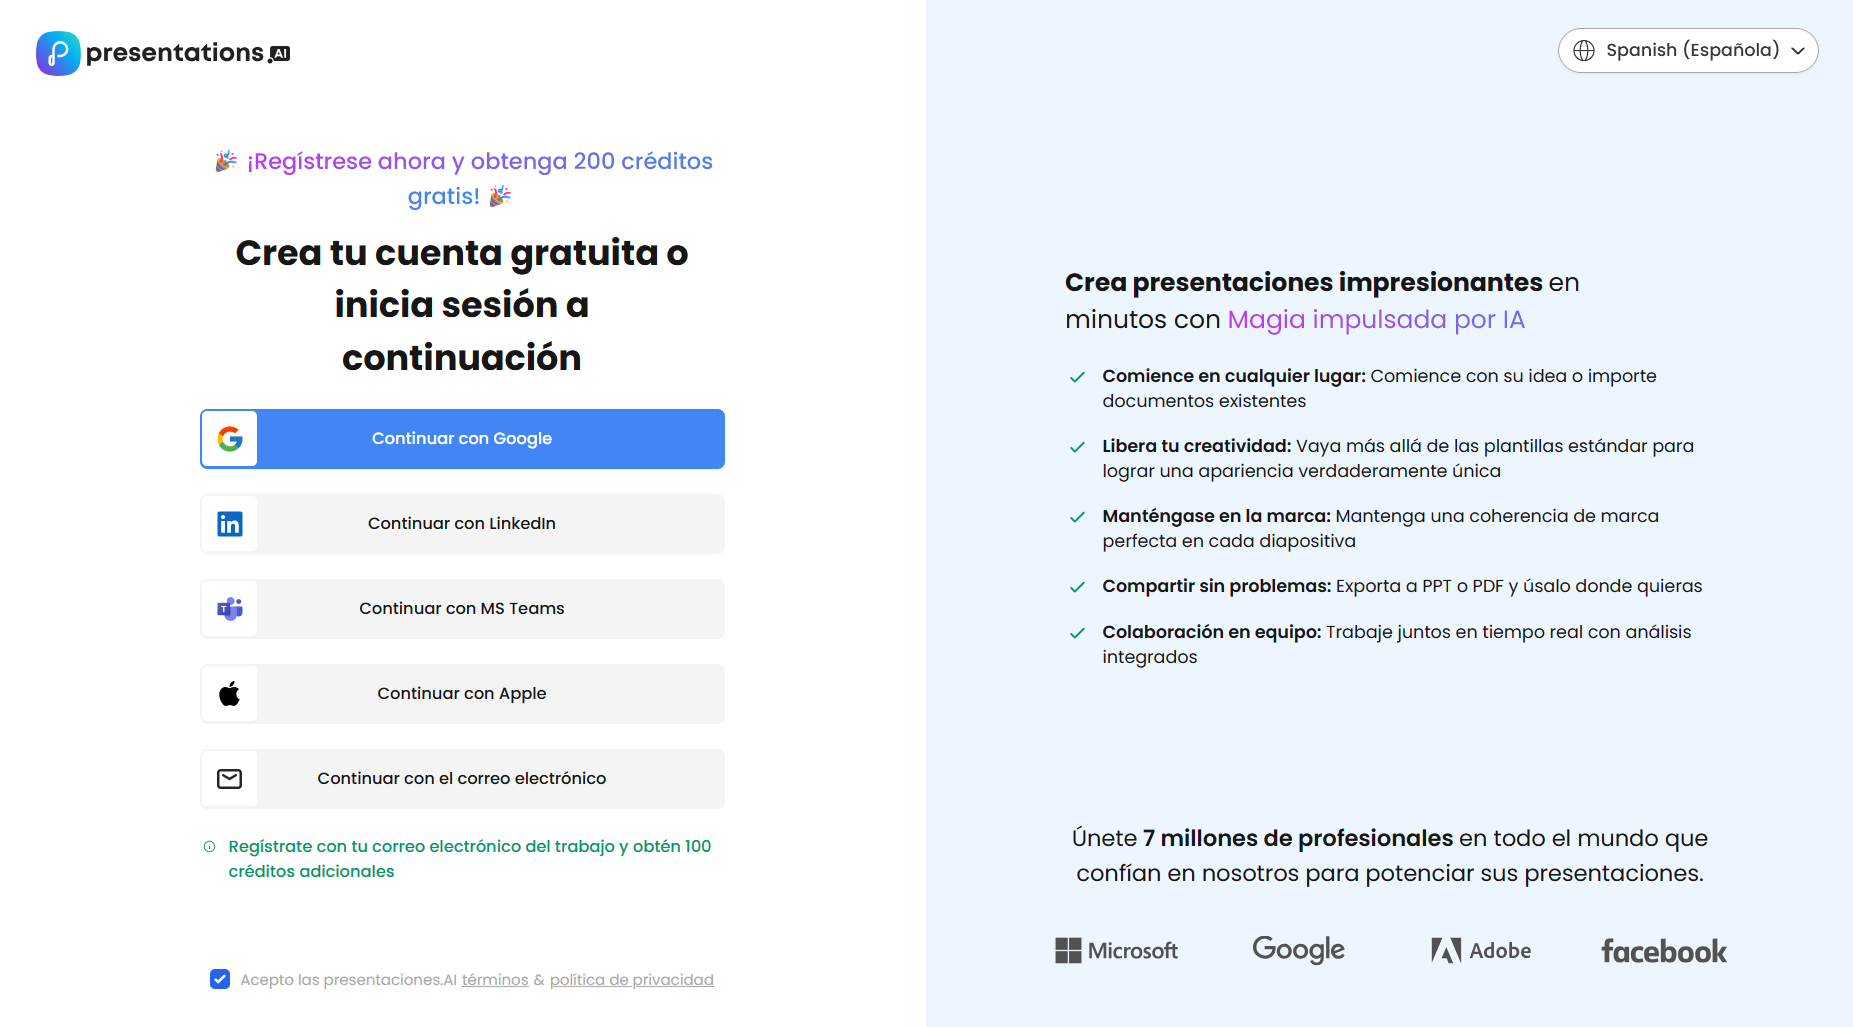 presentations.AI
Spanish (Española)
🎉 ¡Regístrese ahora y obtenga 200 créditos
gratis! 🎉
Crea tu cuenta gratuita o
inicia sesión a
continuación
Continuar con Google
Continuar con LinkedIn
Continuar con MS Teams
Continuar con Apple
Continuar con el correo electrónico
Regístrate con tu correo electrónico del trabajo y obtén 100
créditos adicionales
Acepto las presentaciones.AI términos & política de privacidad
Crea presentaciones impresionantes en
minutos con Magia impulsada por IA
Comience en cualquier lugar: Comience con su idea o importe
documentos existentes
Libera tu creatividad: Vaya más allá de las plantillas estándar para
lograr una apariencia verdaderamente única
Manténgase en la marca: Mantenga una coherencia de marca
perfecta en cada diapositiva
Compartir sin problemas: Exporta a PPT o PDF y úsalo donde quieras
Colaboración en equipo: Trabaje juntos en tiempo real con análisis
integrados
Únete 7 millones de profesionales en todo el mundo que
confían en nosotros para potenciar sus presentaciones.
Microsoft
Google
Adobe
facebook